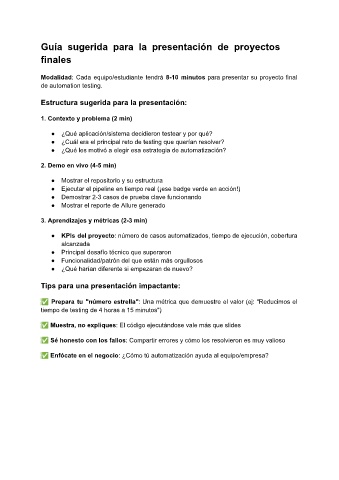 Guía sugerida para la presentación de proyectos
finales
Modalidad: Cada equipo/estudiante tendrá 8-10 minutos para presentar su proyecto final
de automation testing.
Estructura sugerida para la presentación:
1. Contexto y problema (2 min)
● ¿Qué aplicación/sistema decidieron testear y por qué?
● ¿Cuál era el principal reto de testing que querían resolver?
● ¿Qué les motivó a elegir esa estrategia de automatización?
2. Demo en vivo (4-5 min)
● Mostrar el repositorio y su estructura
● Ejecutar el pipeline en tiempo real (¡ese badge verde en acción!)
● Demostrar 2-3 casos de prueba clave funcionando
● Mostrar el reporte de Allure generado
3. Aprendizajes y métricas (2-3 min)
● KPIs del proyecto: número de casos automatizados, tiempo de ejecución, cobertura
alcanzada
● Principal desafío técnico que superaron
● Funcionalidad/patrón del que están más orgullosos
● ¿Qué harían diferente si empezaran de nuevo?
Tips para una presentación impactante:
✅ Prepara tu "número estrella": Una métrica que demuestre el valor (ej: "Reducimos el
tiempo de testing de 4 horas a 15 minutos")
✅ Muestra, no expliques: El código ejecutándose vale más que slides
✅ Sé honesto con los fallos: Compartir errores y cómo los resolvieron es muy valioso
✅ Enfócate en el negocio: ¿Cómo tú automatización ayuda al equipo/empresa?